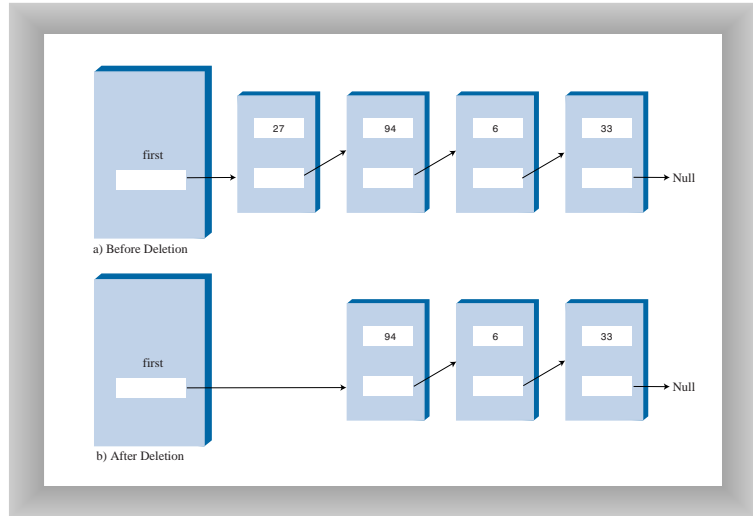 first
27
94
6
33
Null
a) Before Deletion
first
94
6
33
Null
b) After Deletion